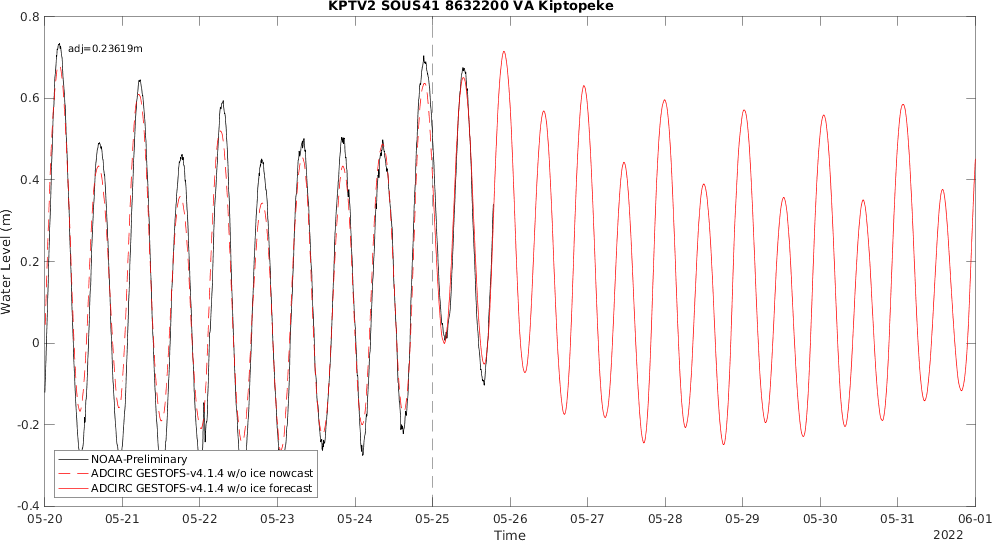 KPTV2 SOUS41 8632200 VA Kiptopeke
adj=0.23619m
Water Level (m)
0.8
0.6
0.4
0.2
0
-0.2
-0.4
NOAA-Preliminary
ADCIRC GESTOFS-v4.1.4 w/o ice nowcast
ADCIRC GESTOFS-v4.1.4 w/o ice forecast
05-20 05-21 05-22 05-23 05-24 05-25 05-26 05-27 05-28 05-29 05-30 05-31 06-01
Time
2022